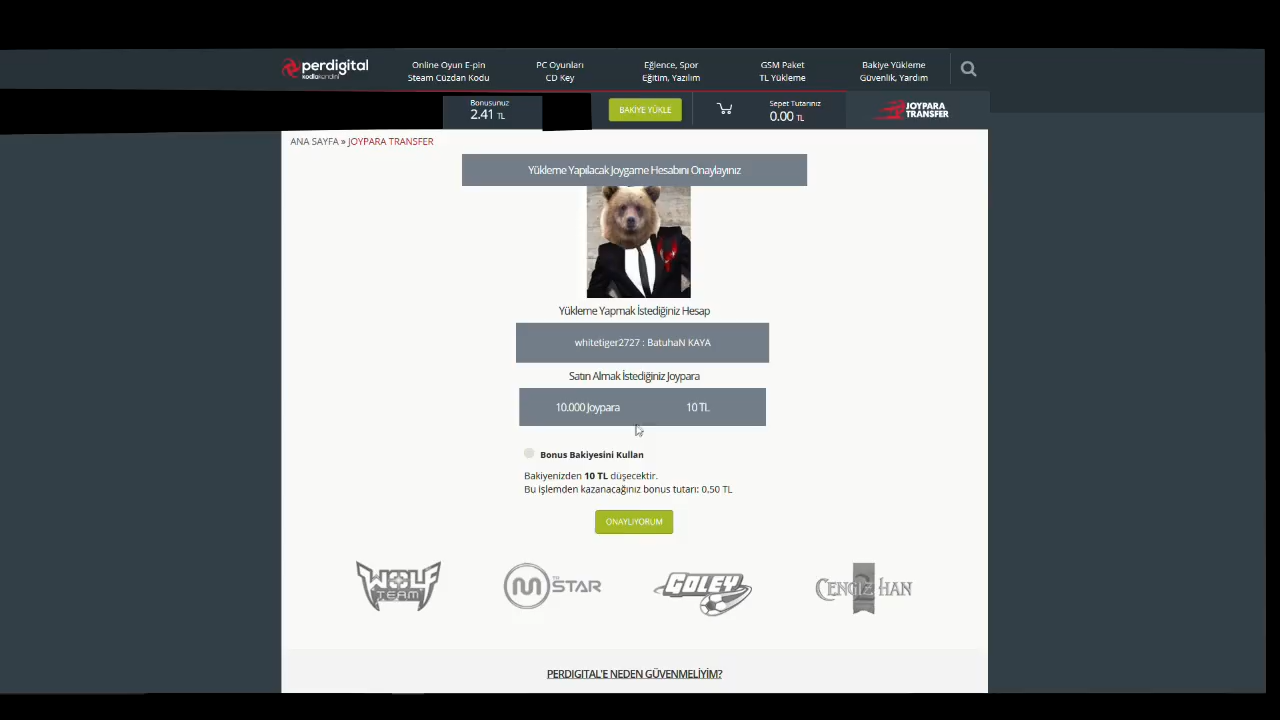 perdigital
kodla kendini
Online Oyun E-pin
Steam Cüzdan Kodu
PC Oyunları
CD Key
Eğlence, Spor
Eğitim, Yazılım
GSM Paket
TL Yükleme
Bakiye Yükleme
Güvenlik, Yardım
Bonusunuz
2.41 TL
BAKİYE YÜKLE
Sepet Tutarınız
0.00 TL
JOYPARA
TRANSFER
ANA SAYFA » JOYPARA TRANSFER
Yükleme Yapılacak Joygame Hesabını Onaylayınız
Yükleme Yapmak İstediğiniz Hesap
whitetiger2727 : BatuhaN KAYA
Satın Almak İstediğiniz Joypara
10.000 Joypara 10 TL
Bonus Bakiyesini Kullan
Bakiyenizden 10 TL düşecektir.
Bu işlemden kazanacağınız bonus tutarı: 0.50 TL
ONAYLIYORUM
WOLF
TEAM
M STAR
GOLEY
CENGİZ HAN
2
PERDIGITAL'E NEDEN GÜVENMELİYİM?